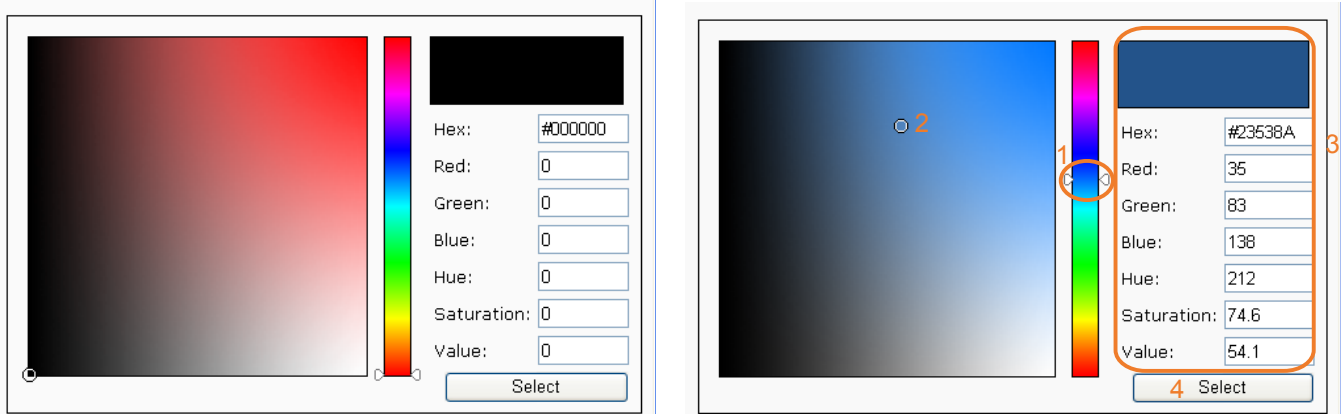 Hex: #000000
Red: 0
Green: 0
Blue: 0
Hue: 0
Saturation: 0
Value: 0
Select
1
2
3
Hex: #23538A
Red: 35
Green: 83
Blue: 138
Hue: 212
Saturation: 74.6
Value: 54.1
4 Select